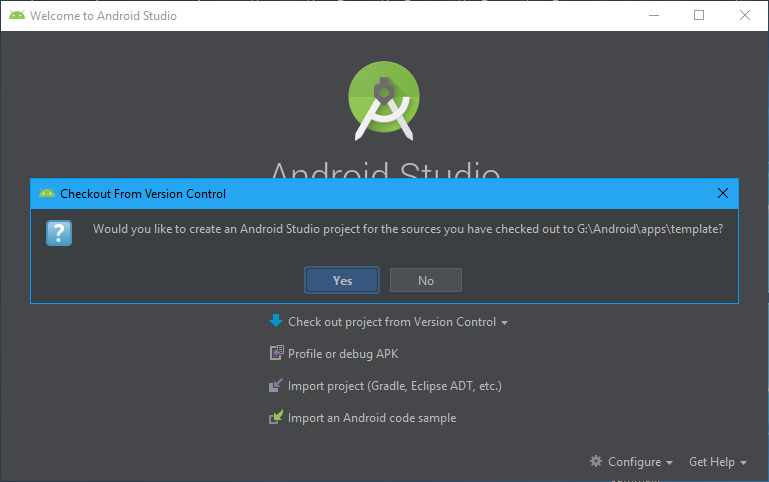 Welcome to Android Studio
Android Studio
Checkout From Version Control
Would you like to create an Android Studio project for the sources you have checked out to G:\Android\apps\template?
Yes
No
Check out project from Version Control
Profile or debug APK
Import project (Gradle, Eclipse ADT, etc.)
Import an Android code sample
Configure
Get Help